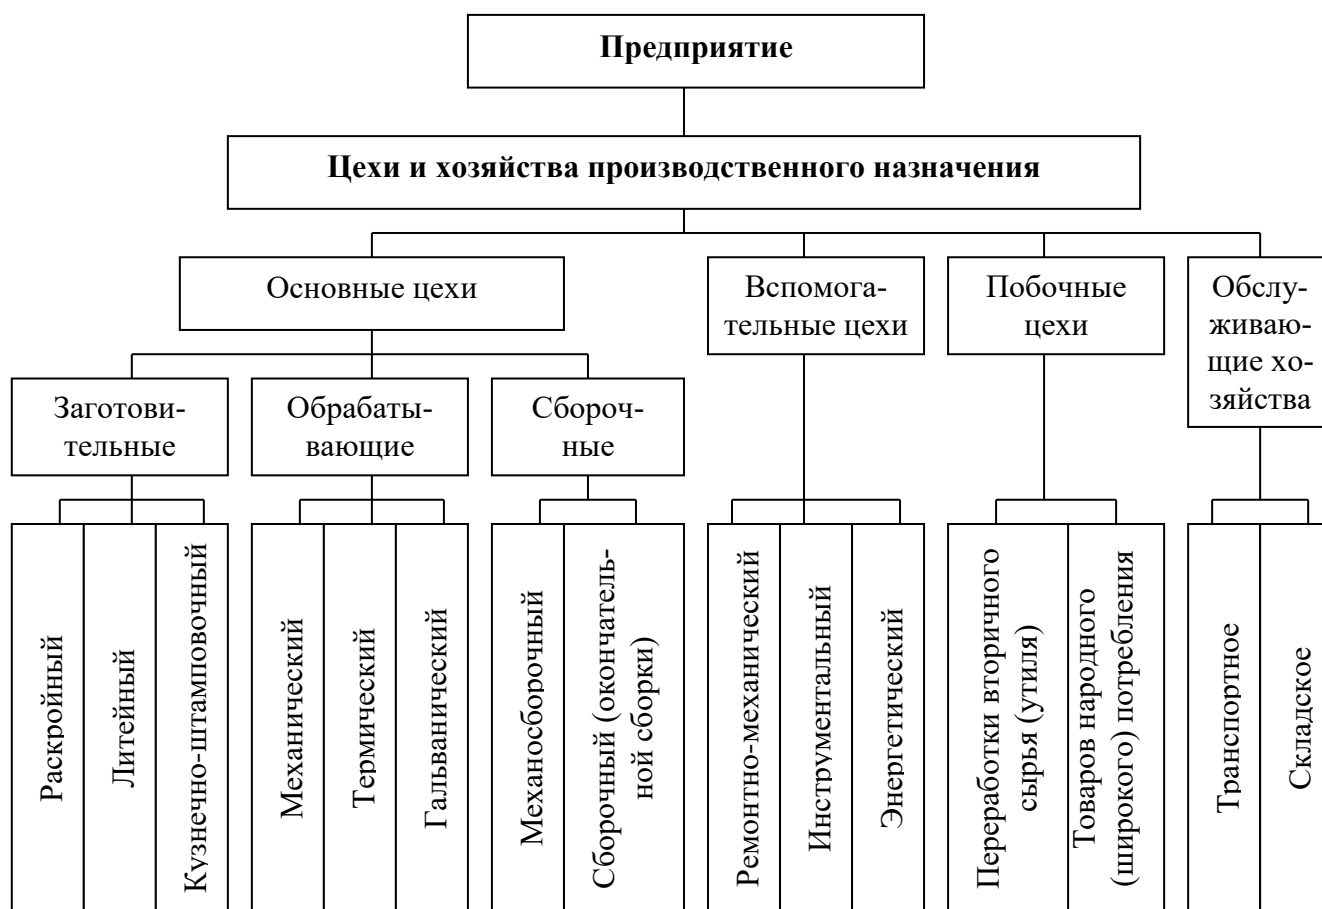 Предприятие
Цехи и хозяйства производственного назначения
Основные цехи
Вспомога-
тельные цехи
Побочные
цехи
Обслу-
живаю-
щие хо-
зяйства
Заготови-
тельные
Обрабаты-
вающие
Сбороч-
ные
Раскройный
Литейный
Кузнечно-штамповочный
Механический
Термический
Гальванический
Механосборочный
Сборочный (окончатель-
ной сборки)
Ремонтно-механический
Инструментальный
Энергетический
Переработки вторичного
сырья (утиля)
Товаров народного
(широкого) потребления
Транспортное
Складское